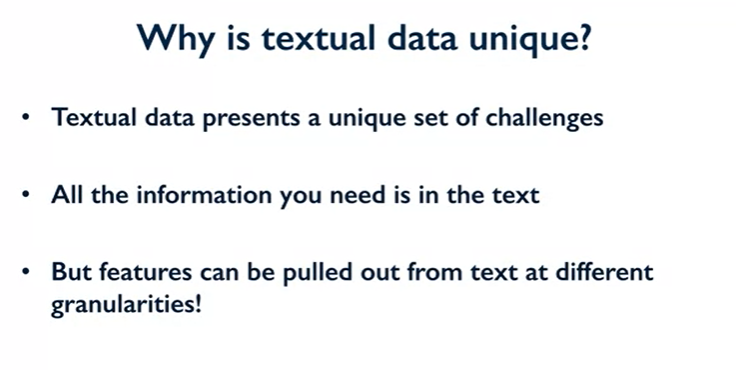 Why is textual data unique?
• Textual data presents a unique set of challenges
• All the information you need is in the text
• But features can be pulled out from text at different
granularities!